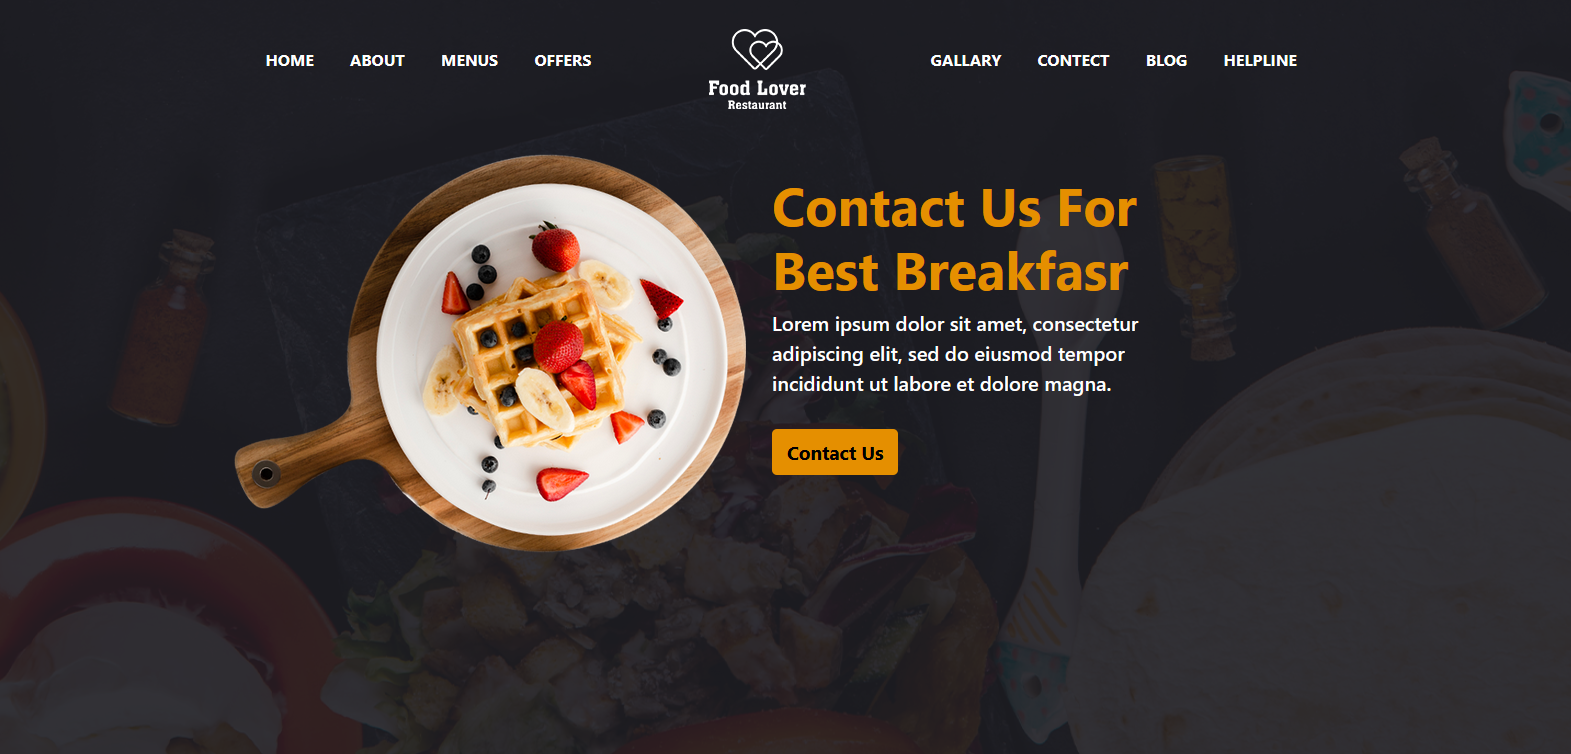 HOME ABOUT MENUS OFFERS
Food Lover
Restaurant
GALLARY CONTECT BLOG HELPLINE
Contact Us For
Best Breakfasr
Lorem ipsum dolor sit amet, consectetur
adipiscing elit, sed do eiusmod tempor
incididunt ut labore et dolore magna.
Contact Us